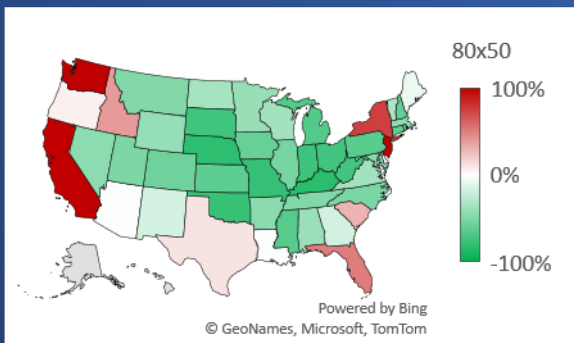 80x50
100%
0%
-100%
Powered by Bing
© GeoNames, Microsoft, TomTom